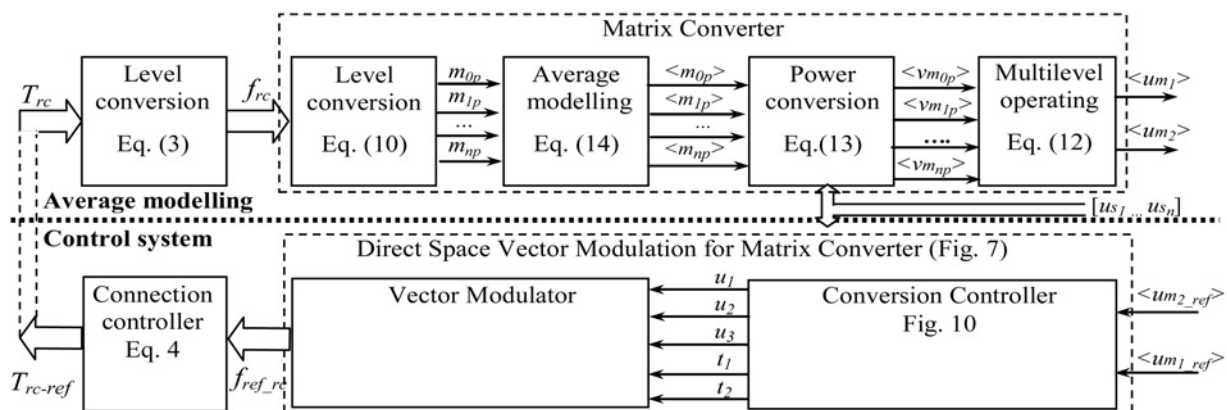 Matrix Converter
T_rc
Level conversion Eq. (3)
f_rc
Level conversion Eq. (10)
m_0p
m_1p
...
m_np
Average modelling Eq. (14)
<m_0p>
<m_1p>
...
<m_np>
Power conversion Eq.(13)
<vm_0p>
<vm_1p>
....
<vm_np>
Multilevel operating Eq. (12)
<um_1>
<um_2>
Average modelling
[us_1 ... us_n]
Control system
Direct Space Vector Modulation for Matrix Converter (Fig. 7)
T_rc-ref
Connection controller Eq. 4
f_ref_rc
Vector Modulator
u_1
u_2
u_3
t_1
t_2
Conversion Controller Fig. 10
<um_2_ref>
<um_1_ref>